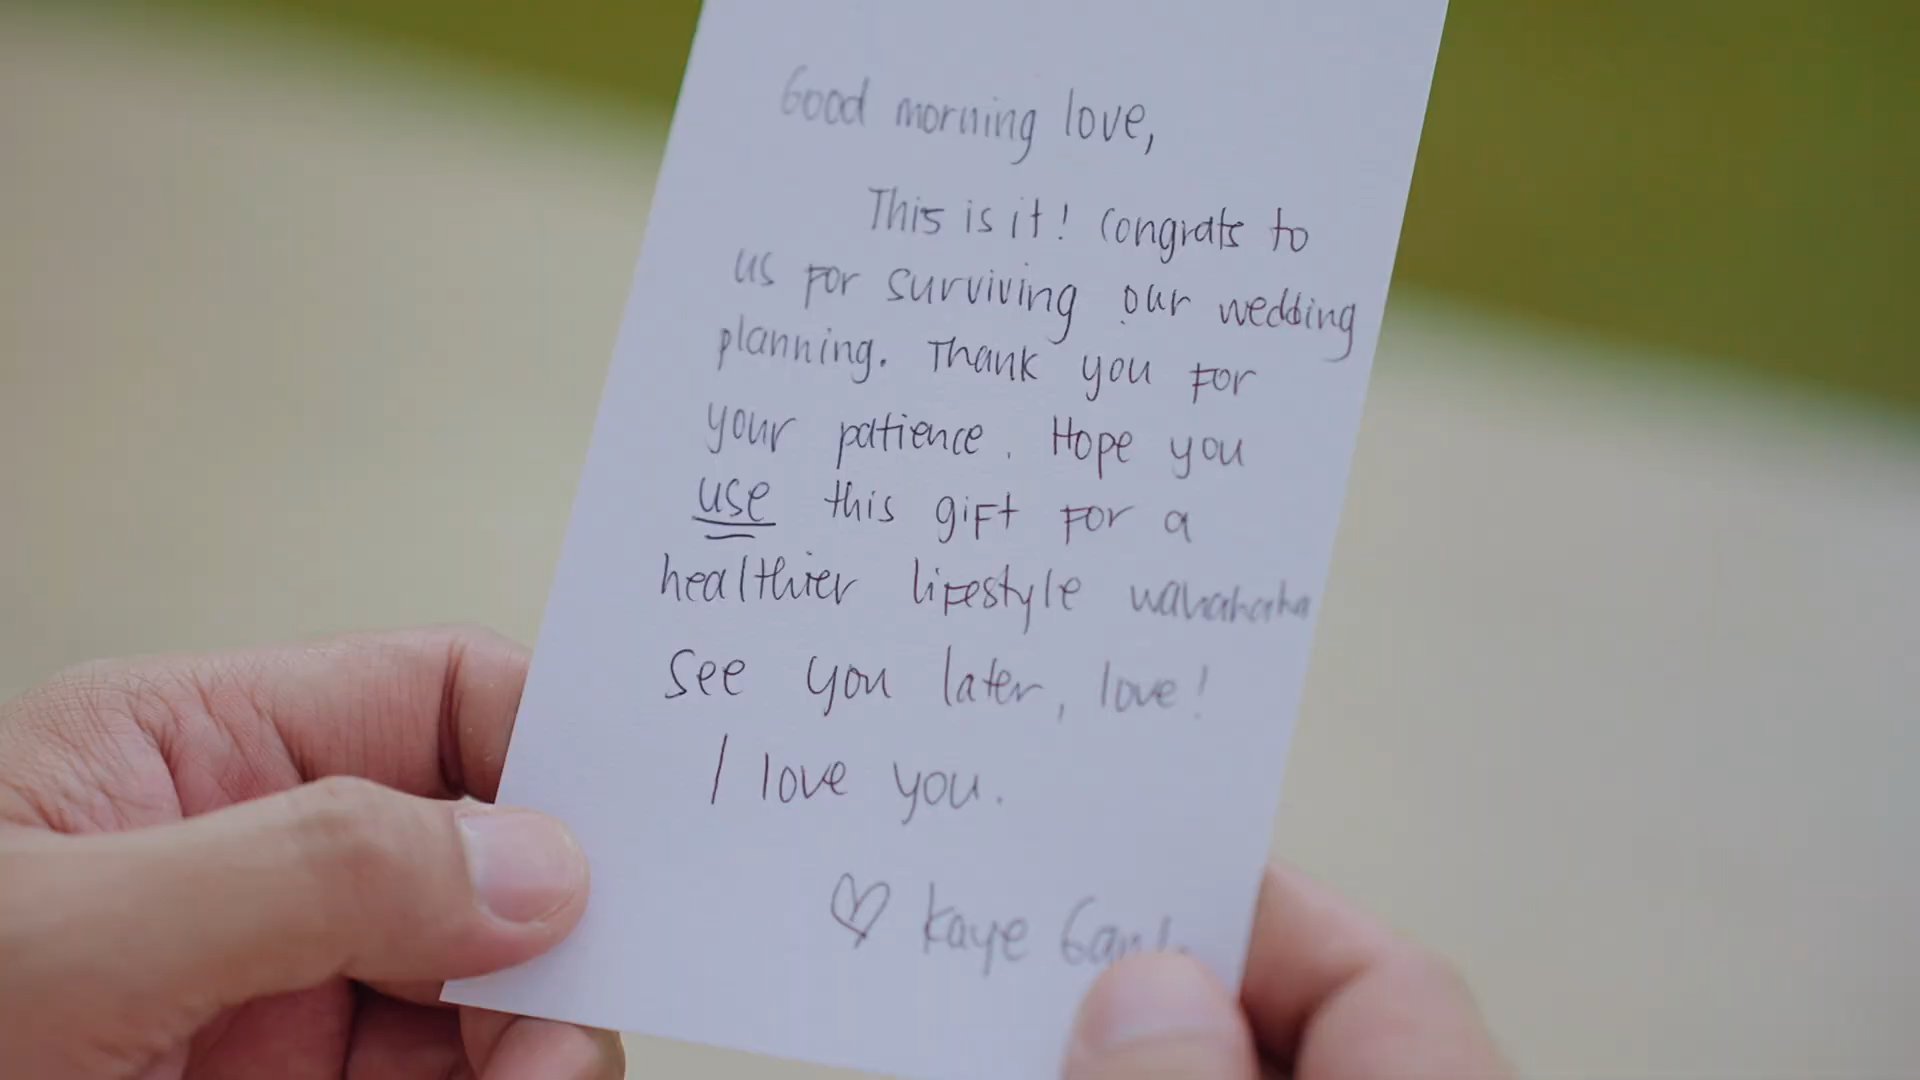 Good morning love,
This is it! Congrats to
us for surviving our wedding
planning. Thank you for
your patience. Hope you
use this gift for a
healthier lifestyle wahahaha
See you later, love!
I love you.
♡ Kaye